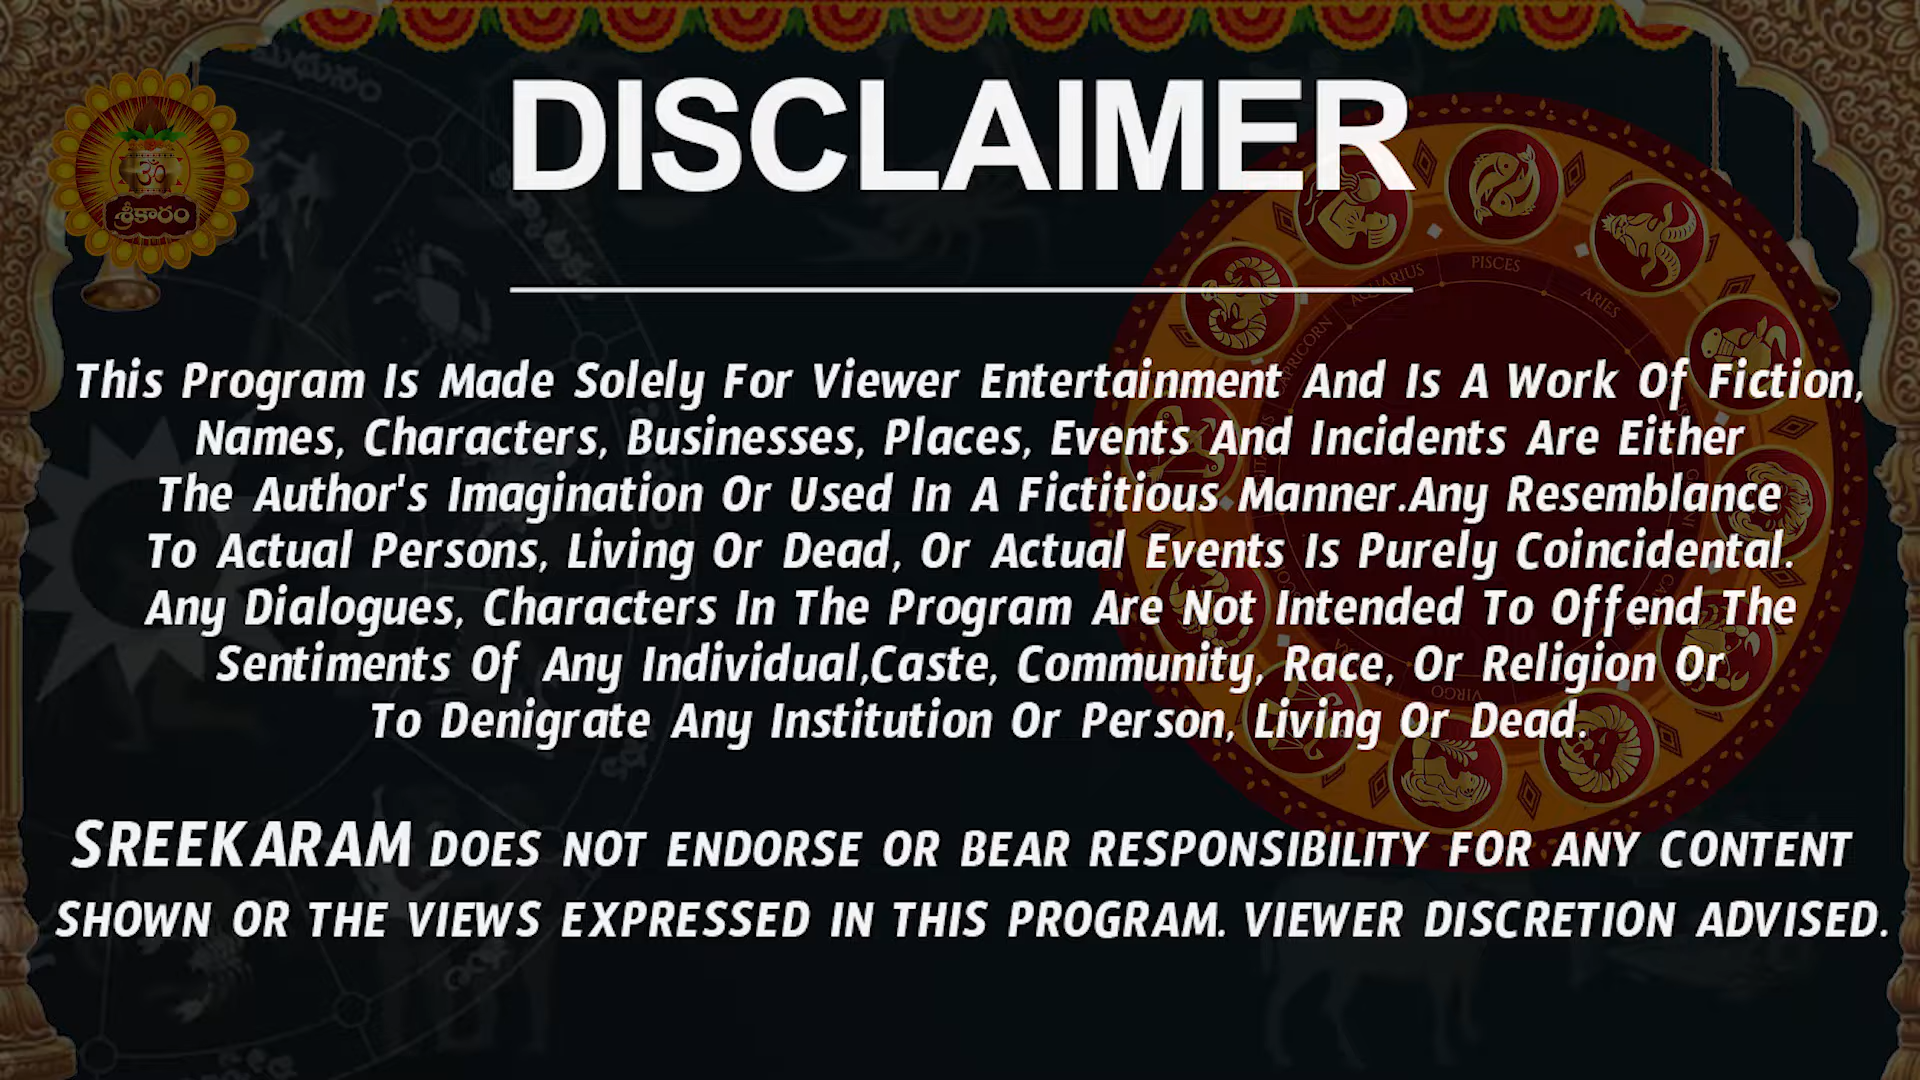 DISCLAIMER
శ్రీకారం
AQUARIUS
PISCES
ARIES
CAPRICORN
This Program Is Made Solely For Viewer Entertainment And Is A Work Of Fiction,
Names, Characters, Businesses, Places, Events And Incidents Are Either
The Author's Imagination Or Used In A Fictitious Manner.Any Resemblance
To Actual Persons, Living Or Dead, Or Actual Events Is Purely Coincidental.
Any Dialogues, Characters In The Program Are Not Intended To Offend The
Sentiments Of Any Individual,Caste, Community, Race, Or Religion Or
VIRGO
To Denigrate Any Institution Or Person, Living Or Dead.
SREEKARAM DOES NOT ENDORSE OR BEAR RESPONSIBILITY FOR ANY CONTENT
SHOWN OR THE VIEWS EXPRESSED IN THIS PROGRAM. VIEWER DISCRETION ADVISED.